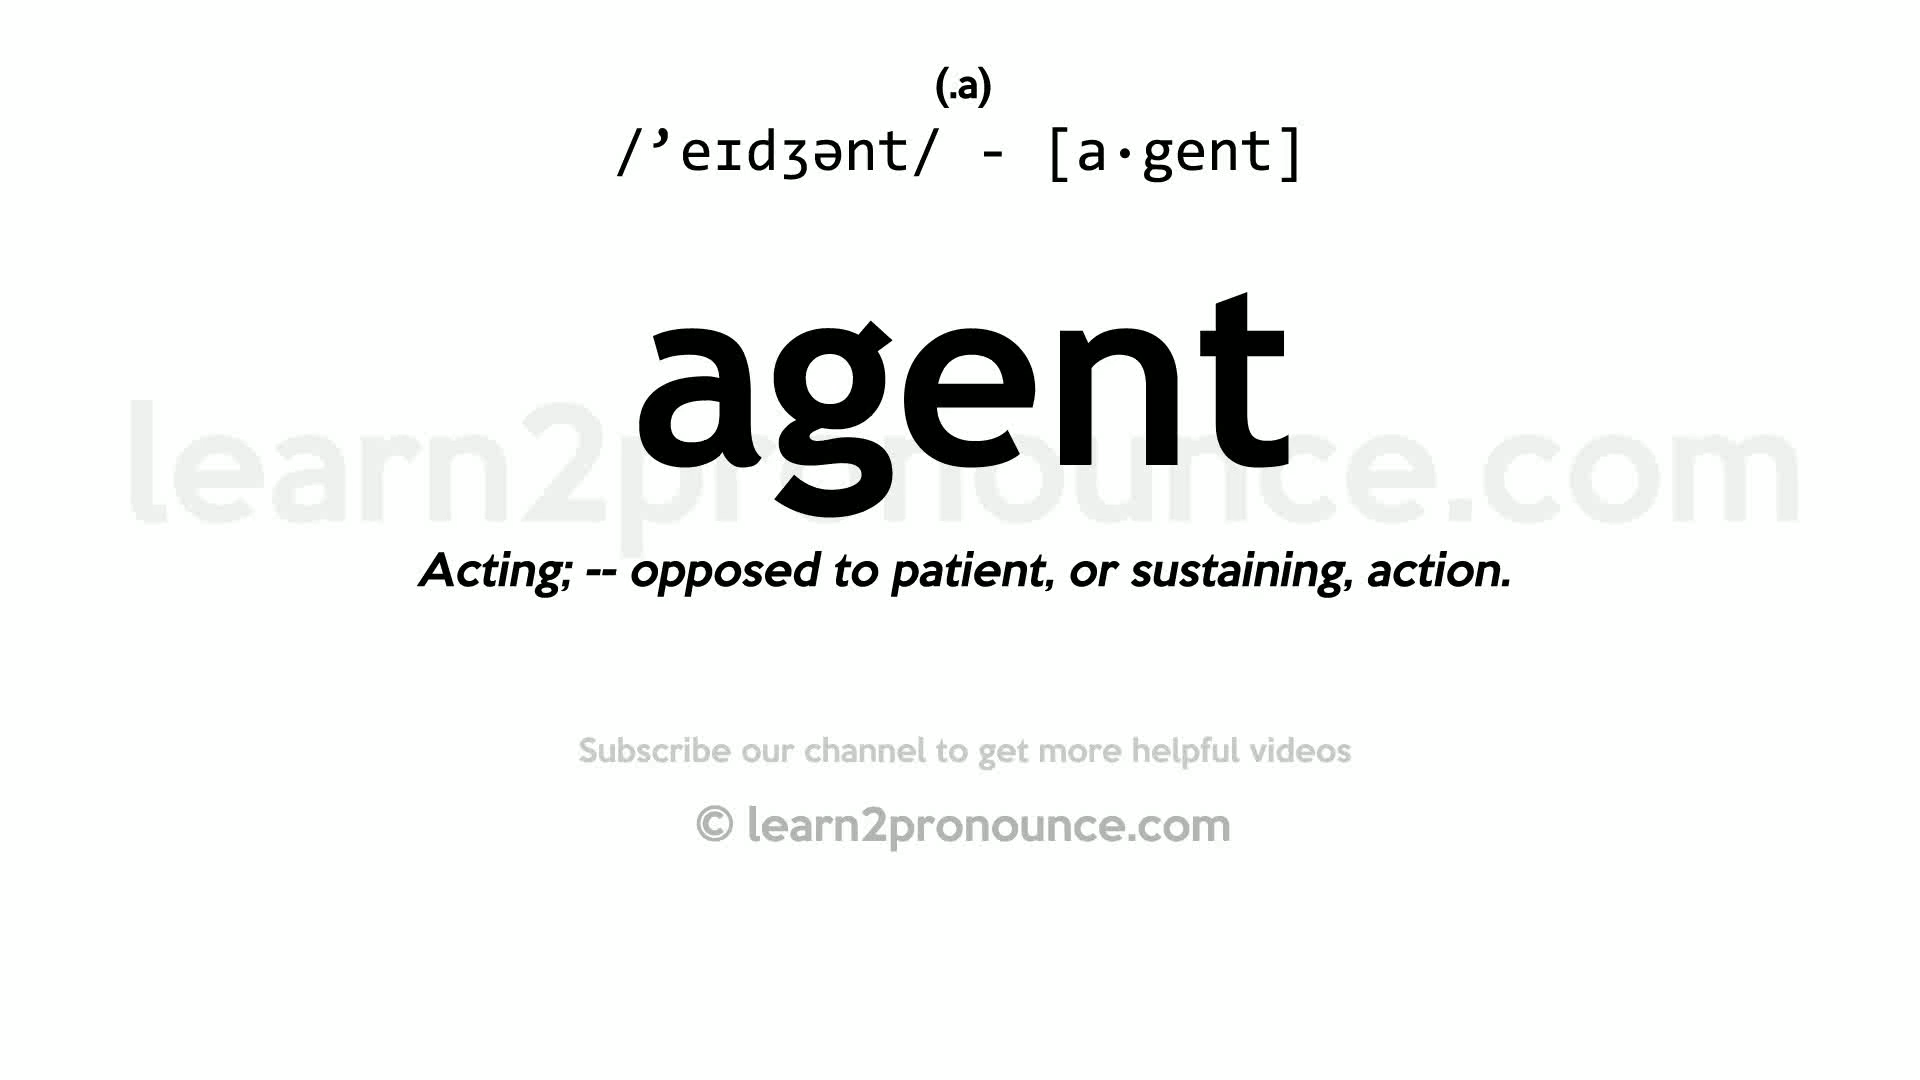 (.a)
/’eɪdʒənt/ - [a·gent]
agent
learn2pronounce.com
Acting; -- opposed to patient, or sustaining, action.
Subscribe our channel to get more helpful videos
© learn2pronounce.com